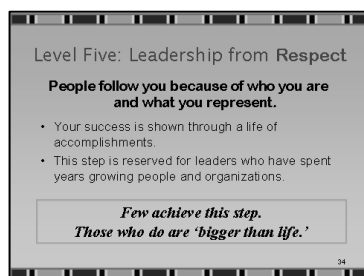 Level Five: Leadership from Respect
People follow you because of who you are
and what you represent.
• Your success is shown through a life of
accomplishments.
• This step is reserved for leaders who have spent
years growing people and organizations.
Few achieve this step.
Those who do are ‘bigger than life.’
34